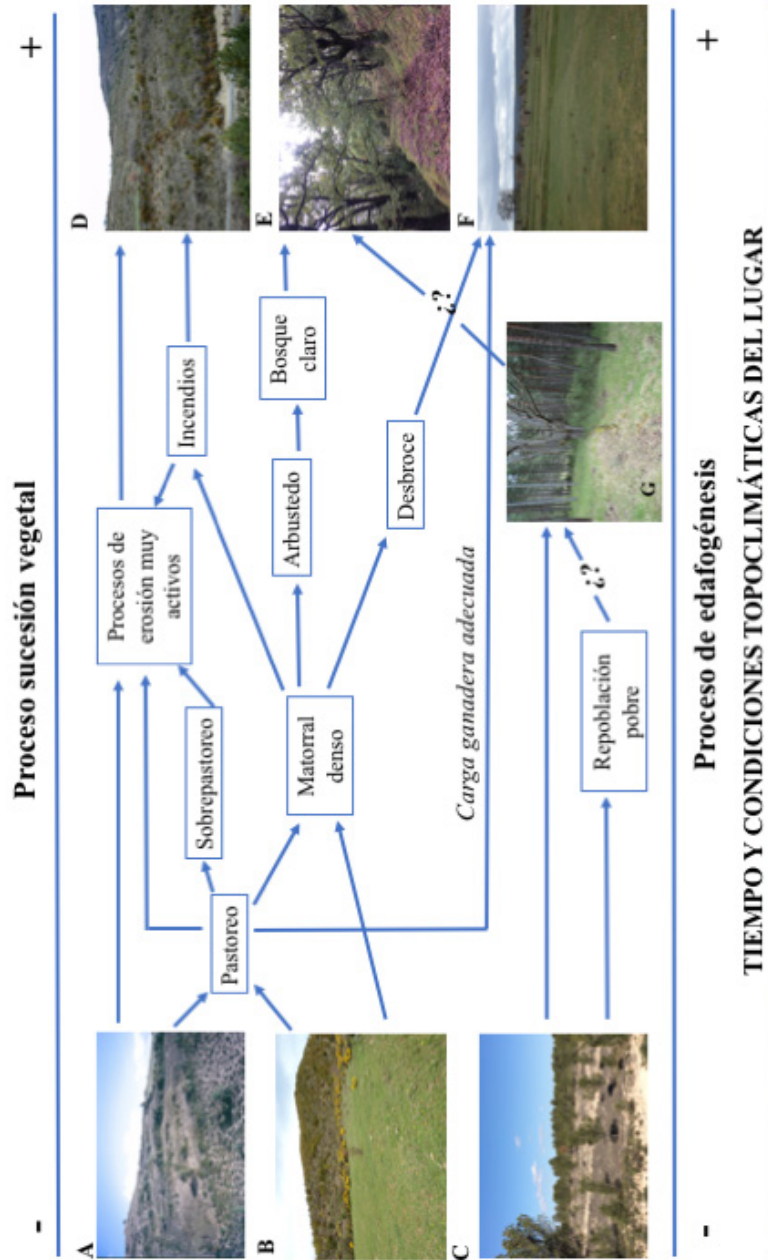 Proceso sucesión vegetal
-
+
A
B
C
Pastoreo
Sobrepastoreo
Matorral
denso
Procesos de
erosión muy
activos
Incendios
Arbustedo
Bosque
claro
Desbroce
Carga ganadera adecuada
Repoblación
pobre
¿?
¿?
D
E
F
G
-
+
Proceso de edafogénesis
TIEMPO Y CONDICIONES TOPOCLIMÁTICAS DEL LUGAR